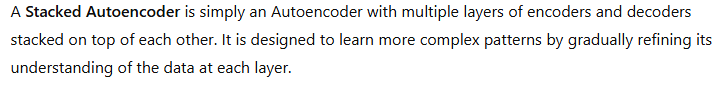 A Stacked Autoencoder is simply an Autoencoder with multiple layers of encoders and decoders
stacked on top of each other. It is designed to learn more complex patterns by gradually refining its
understanding of the data at each layer.